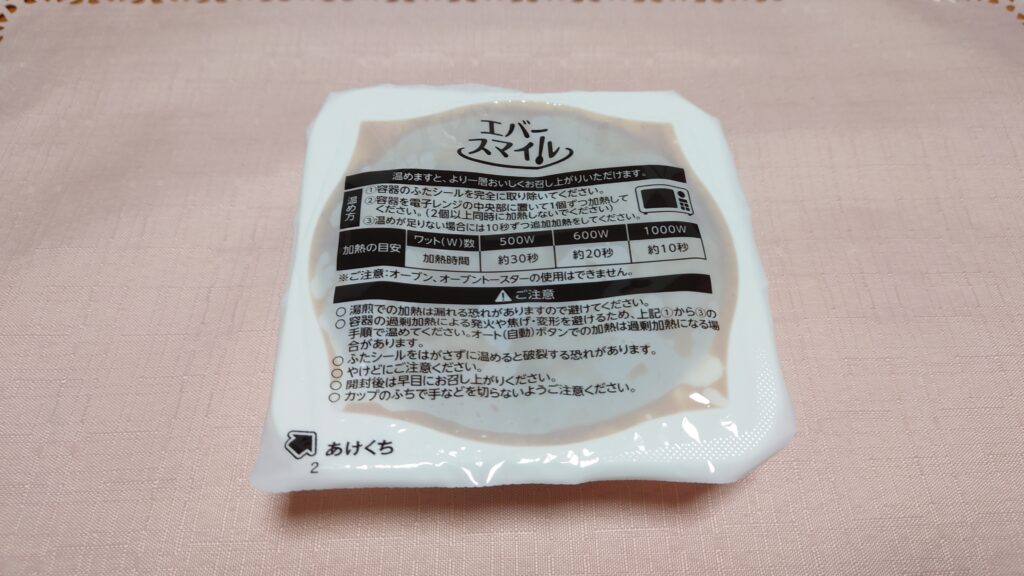 エバー
スマイル
温めますと、より一層おいしくお召し上がりいただけます。
温め方
①容器のふたシールを完全に取り除いてください。
②容器を電子レンジの中央部に置いて1個ずつ加熱して
ください。(2個以上同時に加熱しないでください)
③温めが足りない場合には10秒ずつ追加加熱をしてください。
加熱の目安 ワット(W)数 500W 600W 1000W
加熱時間 約30秒 約20秒 約10秒
※ご注意:オーブン、オーブントースターの使用はできません。
ご注意
○湯煎での加熱は漏れる恐れがありますので避けてください。
○容器の過剰加熱による発火や焦げ・変形を避けるため、上記①から③の
手順で温めてください。オート(自動)ボタンでの加熱は過剰加熱になる場
合があります。
○ふたシールをはがさずに温めると破裂する恐れがあります。
○やけどにご注意ください。
○開封後は早目にお召し上がりください。
○カップのふちで手などを切らないようご注意ください。
あけくち
2